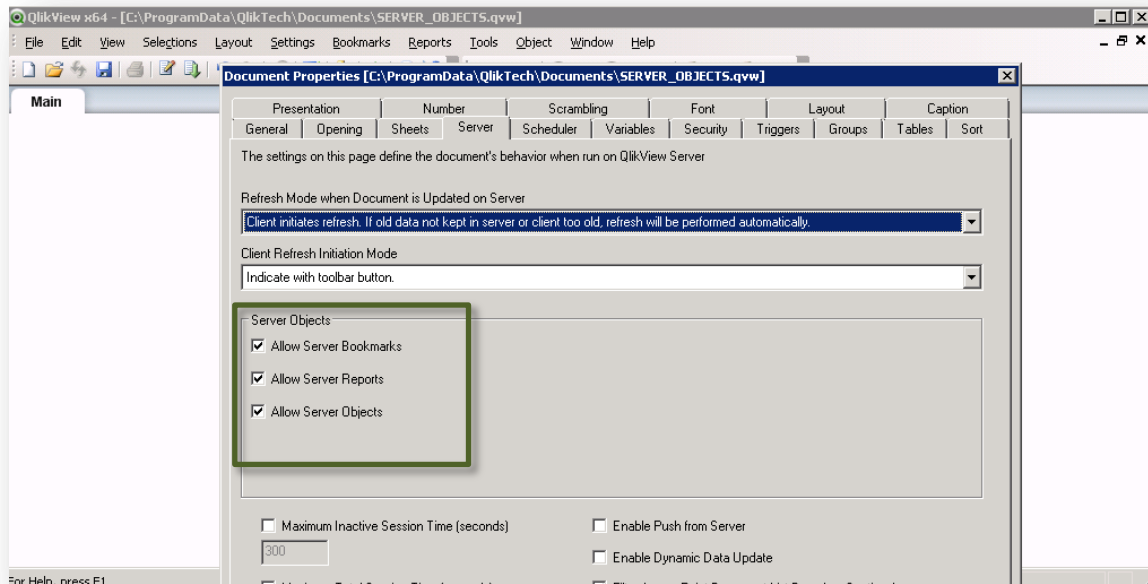 QlikView x64 - [C:\ProgramData\QlikTech\Documents\SERVER_OBJECTS.qvw]
File Edit View Selections Layout Settings Bookmarks Reports Tools Object Window Help
Document Properties [C:\ProgramData\QlikTech\Documents\SERVER_OBJECTS.qvw]
Main
Presentation Number Scrambling Font Layout Caption
General Opening Sheets Server Scheduler Variables Security Triggers Groups Tables Sort
The settings on this page define the document's behavior when run on QlikView Server
Refresh Mode when Document is Updated on Server
Client initiates refresh. If old data not kept in server or client too old, refresh will be performed automatically.
Client Refresh Initiation Mode
Indicate with toolbar button.
Server Objects
Allow Server Bookmarks
Allow Server Reports
Allow Server Objects
Maximum Inactive Session Time (seconds) Enable Push from Server
300
Enable Dynamic Data Update
For Help, press F1